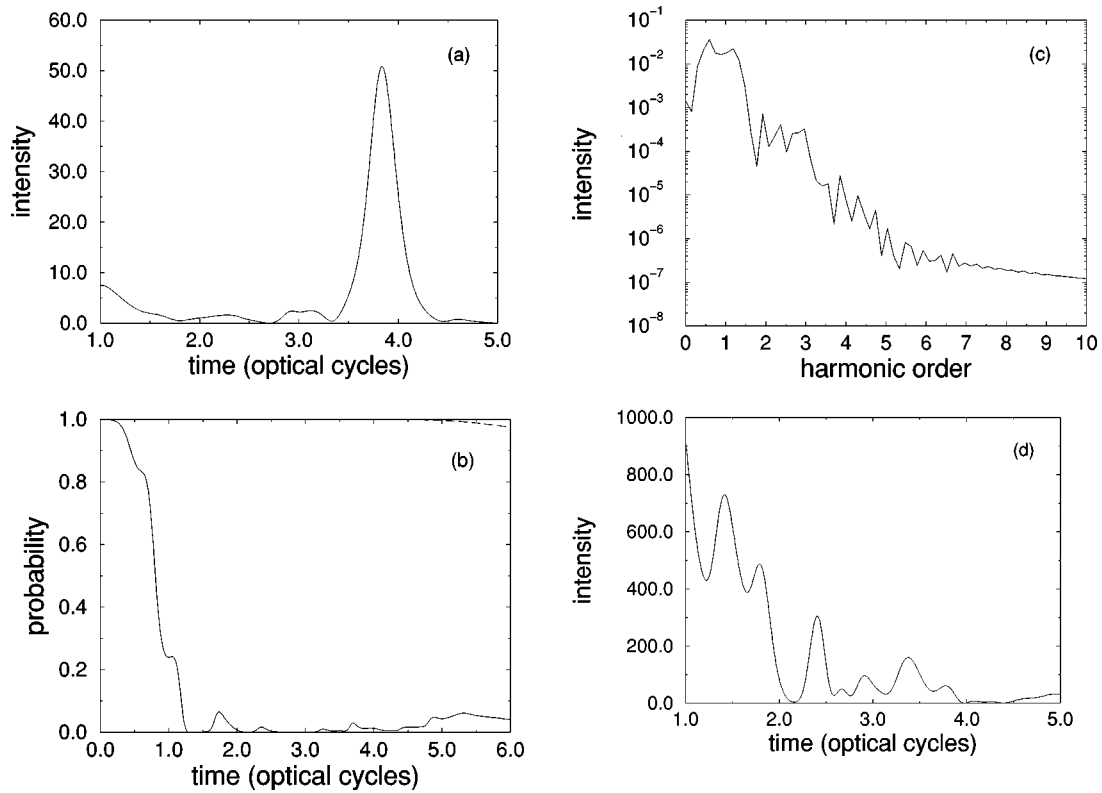 (a)
intensity
60.0
50.0
40.0
30.0
20.0
10.0
0.0
1.0 2.0 3.0 4.0 5.0
time (optical cycles)
(c)
intensity
10⁻¹
10⁻²
10⁻³
10⁻⁴
10⁻⁵
10⁻⁶
10⁻⁷
10⁻⁸
0 1 2 3 4 5 6 7 8 9 10
harmonic order
(b)
probability
1.0
0.8
0.6
0.4
0.2
0.0
0.0 1.0 2.0 3.0 4.0 5.0 6.0
time (optical cycles)
(d)
intensity
1000.0
800.0
600.0
400.0
200.0
0.0
1.0 2.0 3.0 4.0 5.0
time (optical cycles)